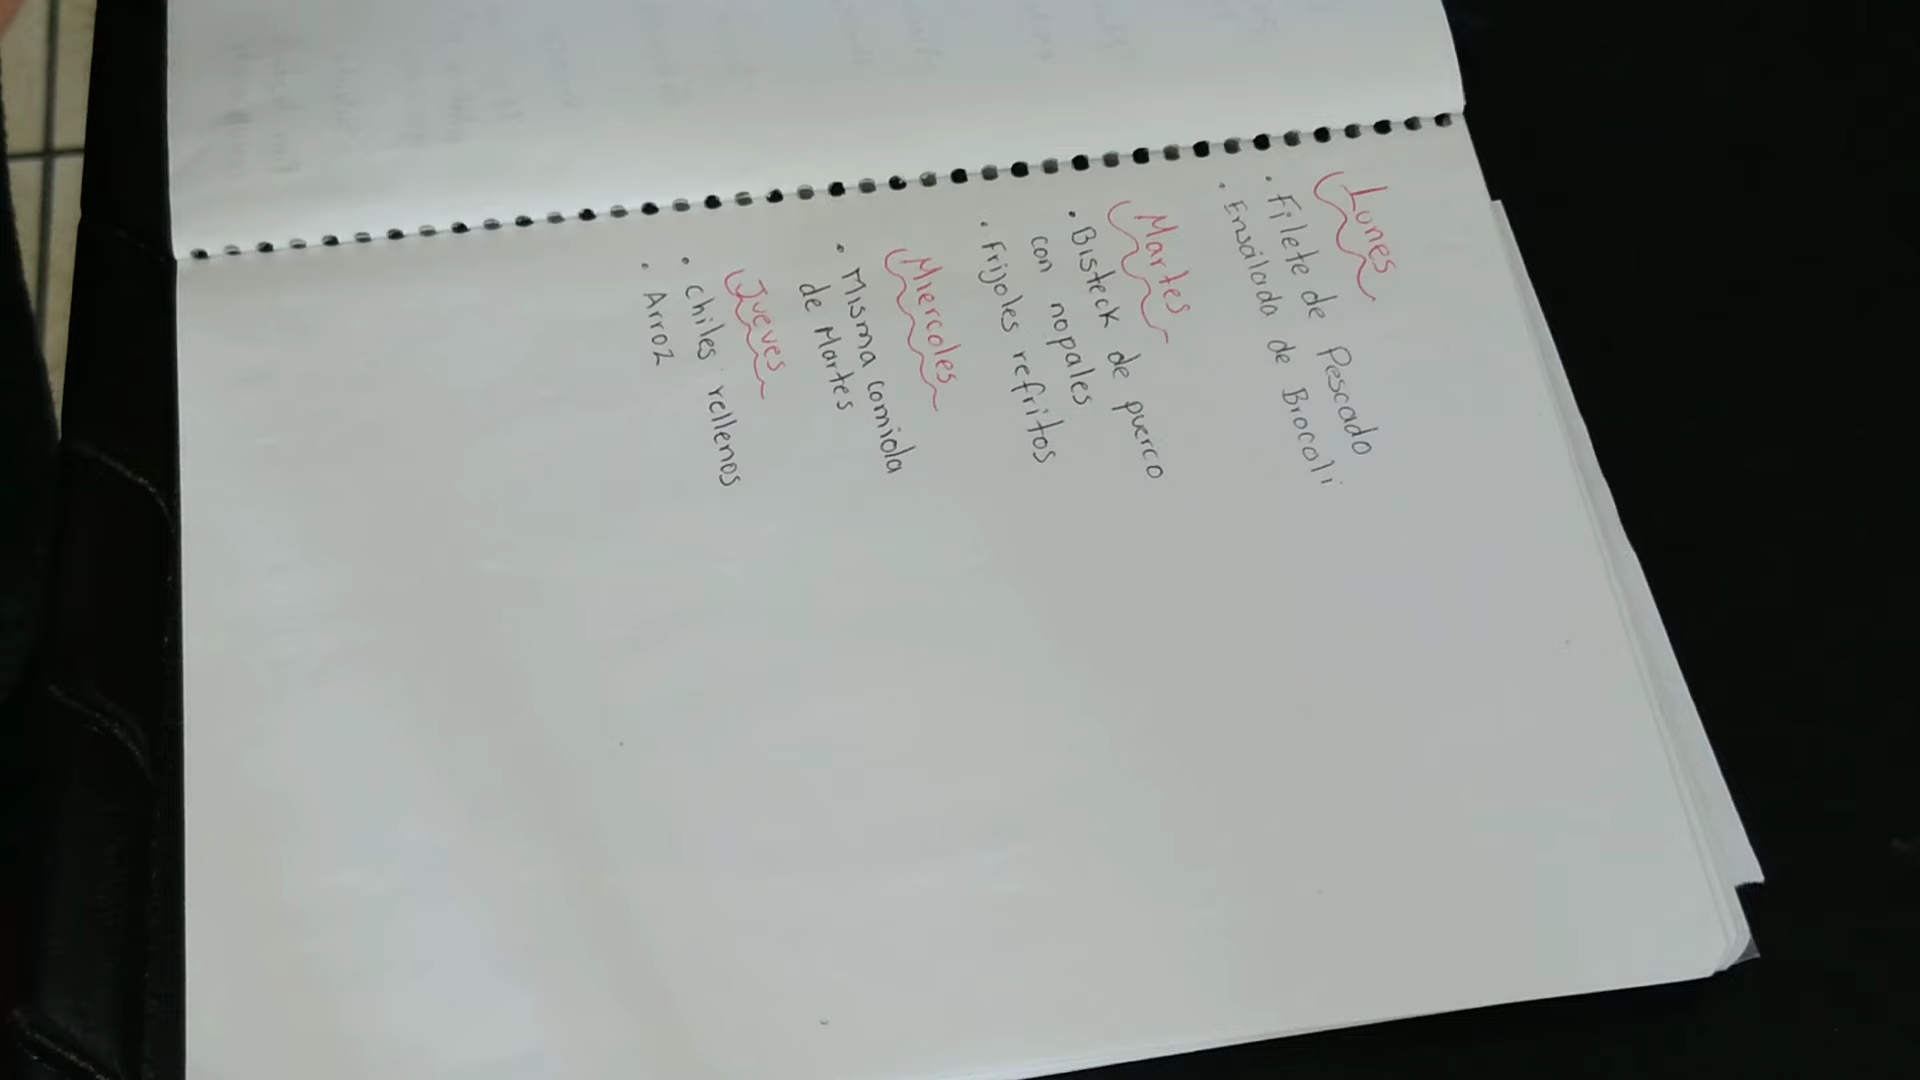 Lunes
• Filete de Pescado
• Ensalada de Brocoli
Martes
• Bisteck de puerco
con nopales
• Frijoles refritos
Miercoles
• Misma comida
de Martes
Jueves
• chiles rellenos
• Arroz